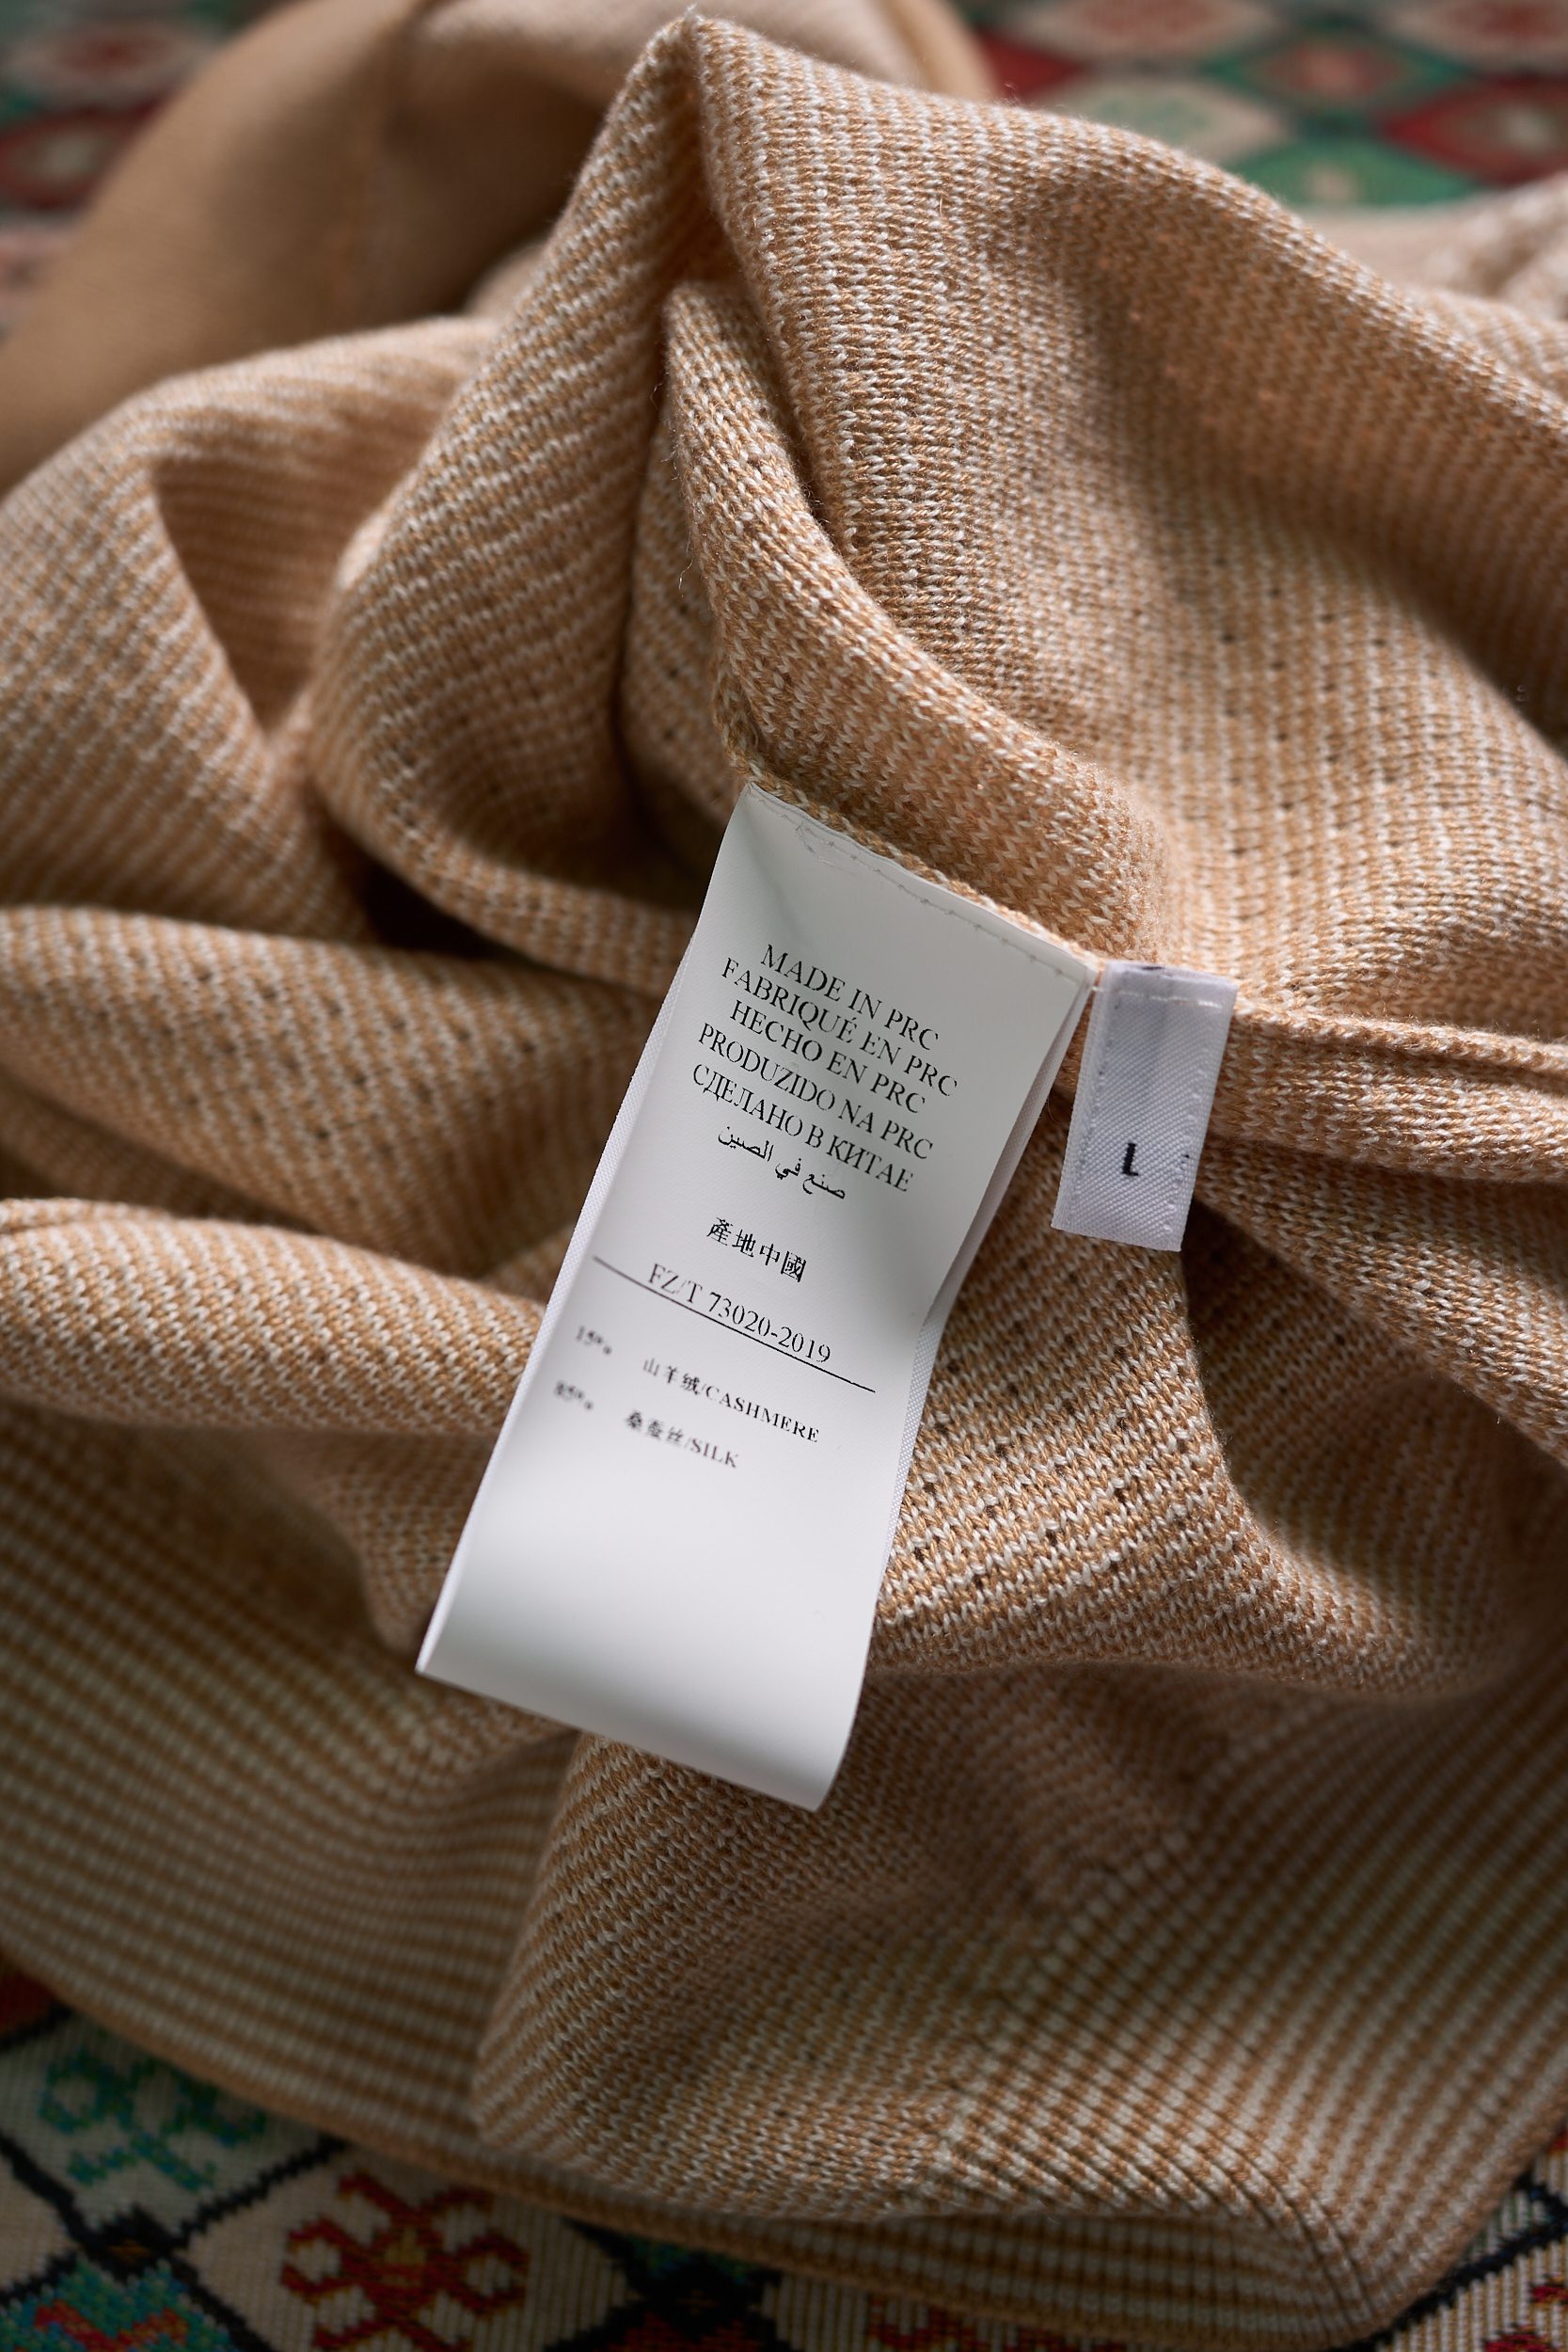 MADE IN PRC
FABRIQUÉ EN PRC
HECHO EN PRC
PRODUZIDO NA PRC
СДЕЛАНО В КИТАЕ
صنع في الصين
產地中國
FZ/T 73020-2019
15% 山羊绒/CASHMERE
85% 桑蚕丝/SILK
L